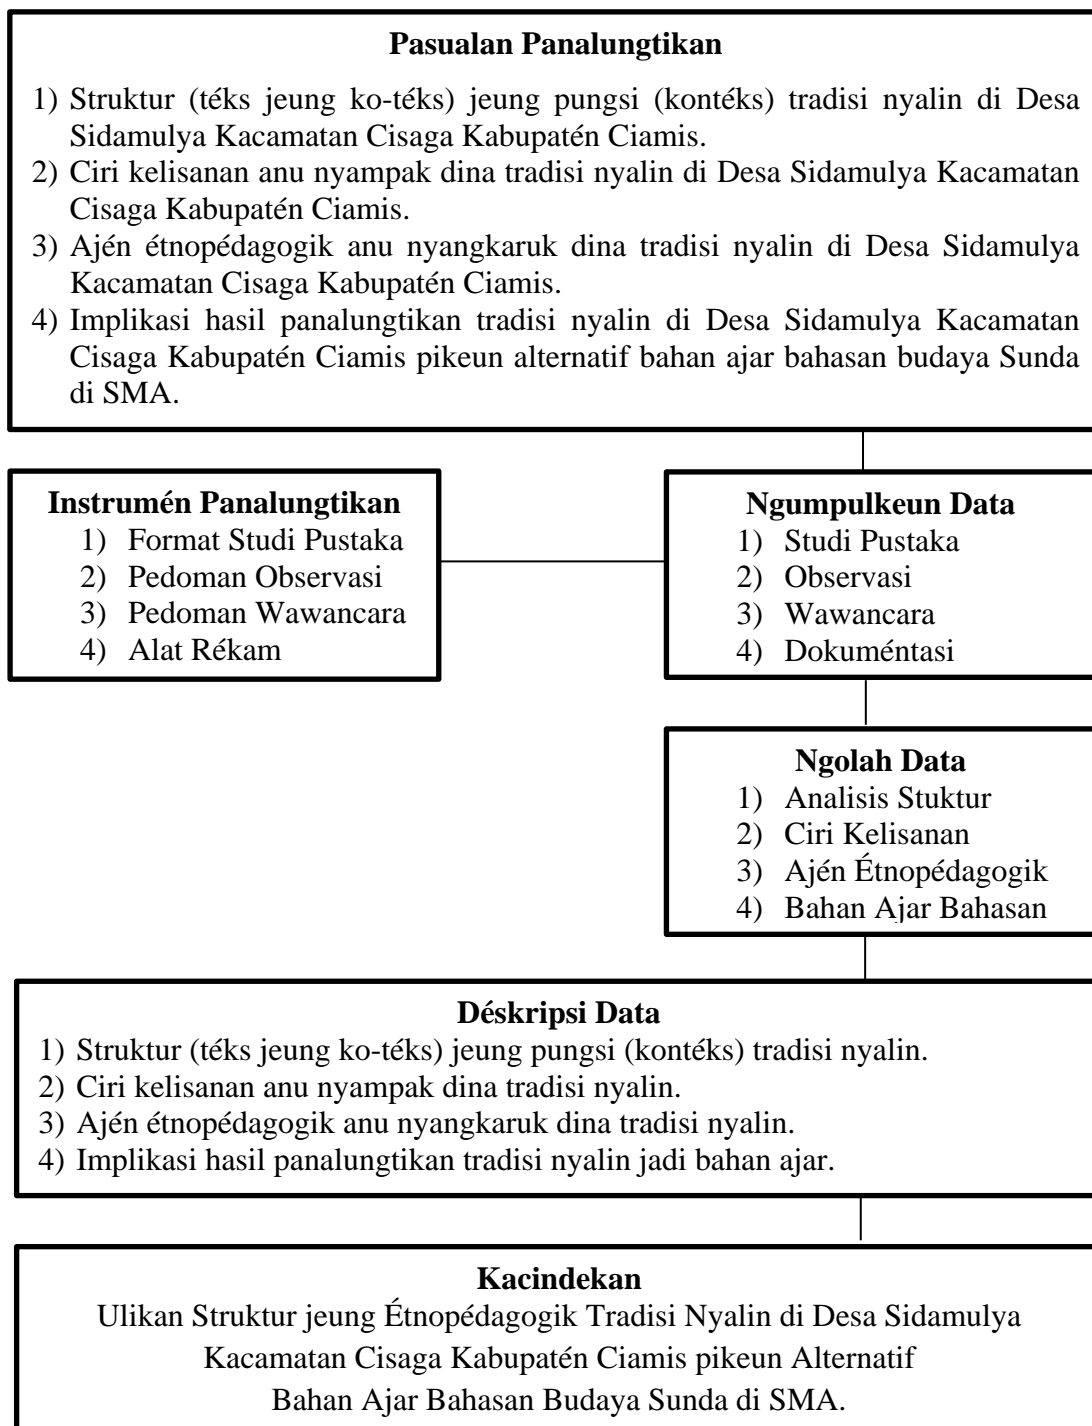 Pasualan Panalungtikan
1) Struktur (téks jeung ko-téks) jeung pungsi (kontéks) tradisi nyalin di Desa
Sidamulya Kacamatan Cisaga Kabupatén Ciamis.
2) Ciri kelisanan anu nyampak dina tradisi nyalin di Desa Sidamulya Kacamatan
Cisaga Kabupatén Ciamis.
3) Ajén étnopédagogik anu nyangkaruk dina tradisi nyalin di Desa Sidamulya
Kacamatan Cisaga Kabupatén Ciamis.
4) Implikasi hasil panalungtikan tradisi nyalin di Desa Sidamulya Kacamatan
Cisaga Kabupatén Ciamis pikeun alternatif bahan ajar bahasan budaya Sunda
di SMA.
Instrumén Panalungtikan
1) Format Studi Pustaka
2) Pedoman Observasi
3) Pedoman Wawancara
4) Alat Rékam
Ngumpulkeun Data
1) Studi Pustaka
2) Observasi
3) Wawancara
4) Dokuméntasi
Ngolah Data
1) Analisis Stuktur
2) Ciri Kelisanan
3) Ajén Étnopédagogik
4) Bahan Ajar Bahasan
Déskripsi Data
1) Struktur (téks jeung ko-téks) jeung pungsi (kontéks) tradisi nyalin.
2) Ciri kelisanan anu nyampak dina tradisi nyalin.
3) Ajén étnopédagogik anu nyangkaruk dina tradisi nyalin.
4) Implikasi hasil panalungtikan tradisi nyalin jadi bahan ajar.
Kacindekan
Ulikan Struktur jeung Étnopédagogik Tradisi Nyalin di Desa Sidamulya
Kacamatan Cisaga Kabupatén Ciamis pikeun Alternatif
Bahan Ajar Bahasan Budaya Sunda di SMA.